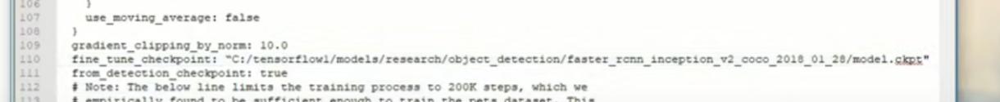 106 }
107 use_moving_average: false
108 }
109 gradient_clipping_by_norm: 10.0
110 fine_tune_checkpoint: "C:/tensorflow1/models/research/object_detection/faster_rcnn_inception_v2_coco_2018_01_28/model.ckpt"
111 from_detection_checkpoint: true
112 # Note: The below line limits the training process to 200K steps, which we
113 # empirically found to be sufficient enough to train the pets dataset. This